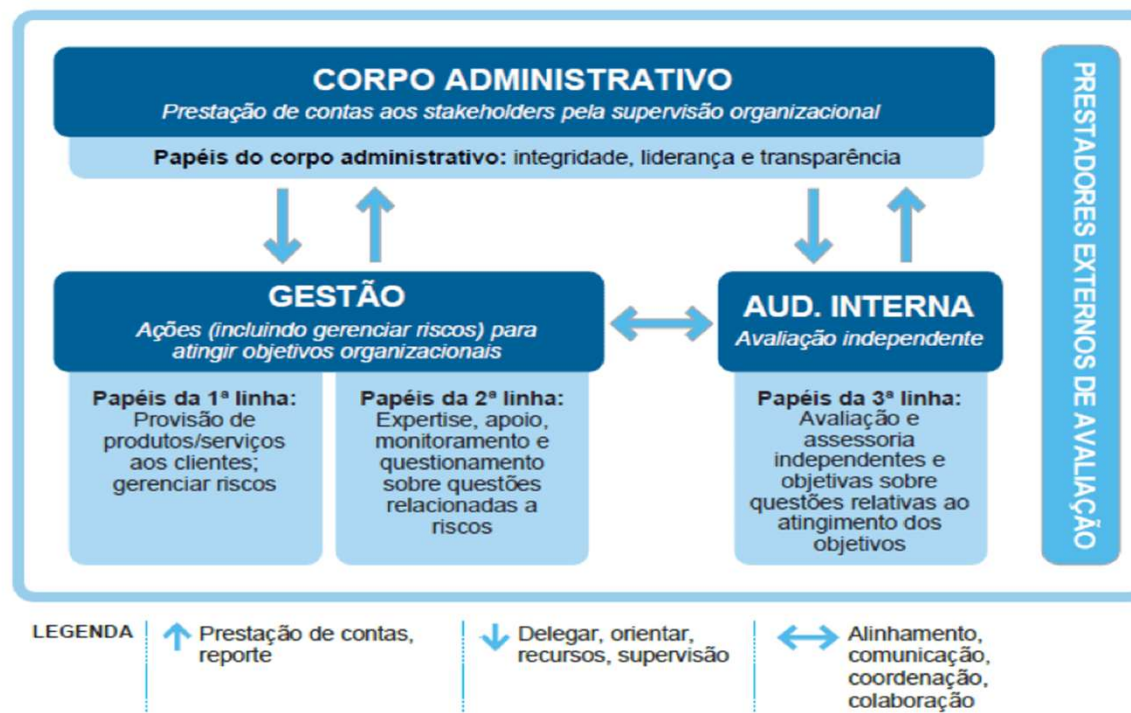 CORPO ADMINISTRATIVO
Prestação de contas aos stakeholders pela supervisão organizacional
Papéis do corpo administrativo: integridade, liderança e transparência
GESTÃO
Ações (incluindo gerenciar riscos) para
atingir objetivos organizacionais
Papéis da 1ª linha:
Provisão de
produtos/serviços
aos clientes;
gerenciar riscos
Papéis da 2ª linha:
Expertise, apoio,
monitoramento e
questionamento
sobre questões
relacionadas a
riscos
AUD. INTERNA
Avaliação independente
Papéis da 3ª linha:
Avaliação e
assessoria
independentes e
objetivas sobre
questões relativas ao
atingimento dos
objetivos
PRESTADORES EXTERNOS DE AVALIAÇÃO
LEGENDA
Prestação de contas,
reporte
Delegar, orientar,
recursos, supervisão
Alinhamento,
comunicação,
coordenação,
colaboração